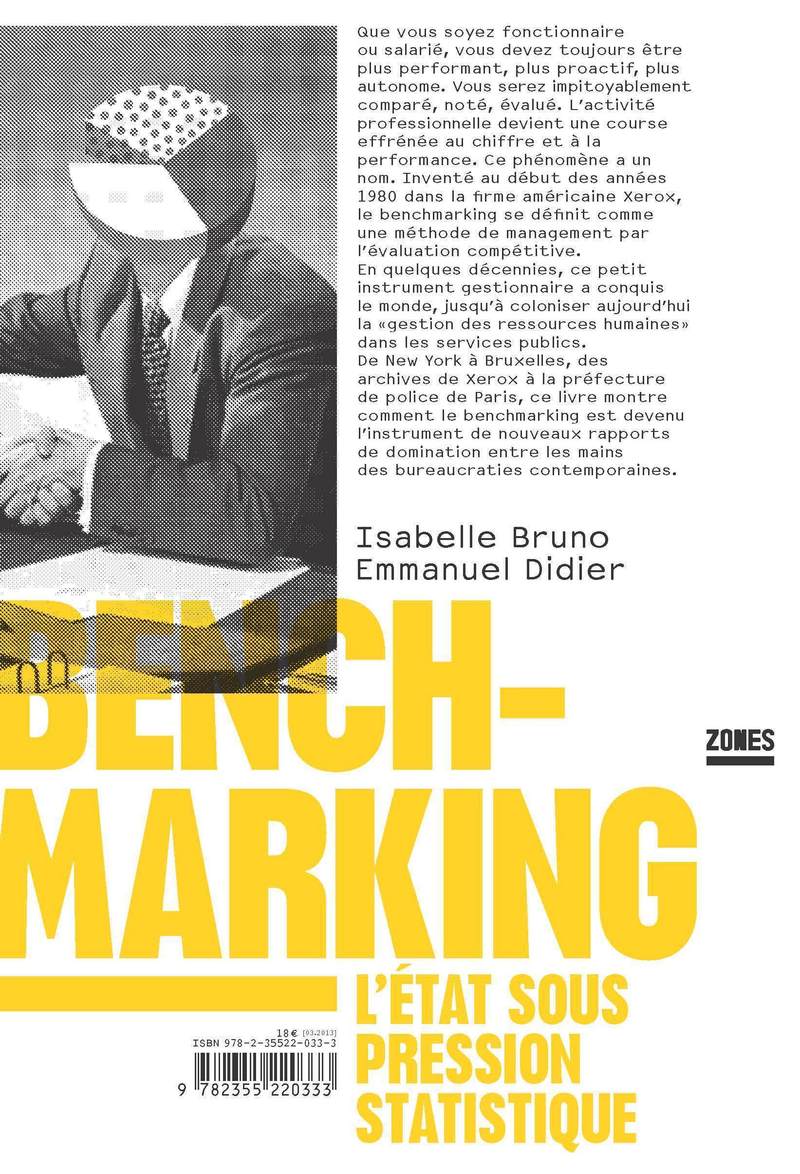 Que vous soyez fonctionnaire
ou salarié, vous devez toujours être
plus performant, plus proactif, plus
autonome. Vous serez impitoyablement
comparé, noté, évalué. L'activité
professionnelle devient une course
effrénée au chiffre et à la
performance. Ce phénomène a un
nom. Inventé au début des années
1980 dans la firme américaine Xerox,
le benchmarking se définit comme
une méthode de management par
l'évaluation compétitive.
En quelques décennies, ce petit
instrument gestionnaire a conquis
le monde, jusqu'à coloniser aujourd'hui
la «gestion des ressources humaines»
dans les services publics.
De New York à Bruxelles, des
archives de Xerox à la préfecture
de police de Paris, ce livre montre
comment le benchmarking est devenu
l'instrument de nouveaux rapports
de domination entre les mains
des bureaucraties contemporaines.
Isabelle Bruno
Emmanuel Didier
BENCH-
MARKING
ZONES
L'ÉTAT SOUS
PRESSION
STATISTIQUE
18€ [03.2013]
ISBN 978-2-35522-033-3
9 782355 220333